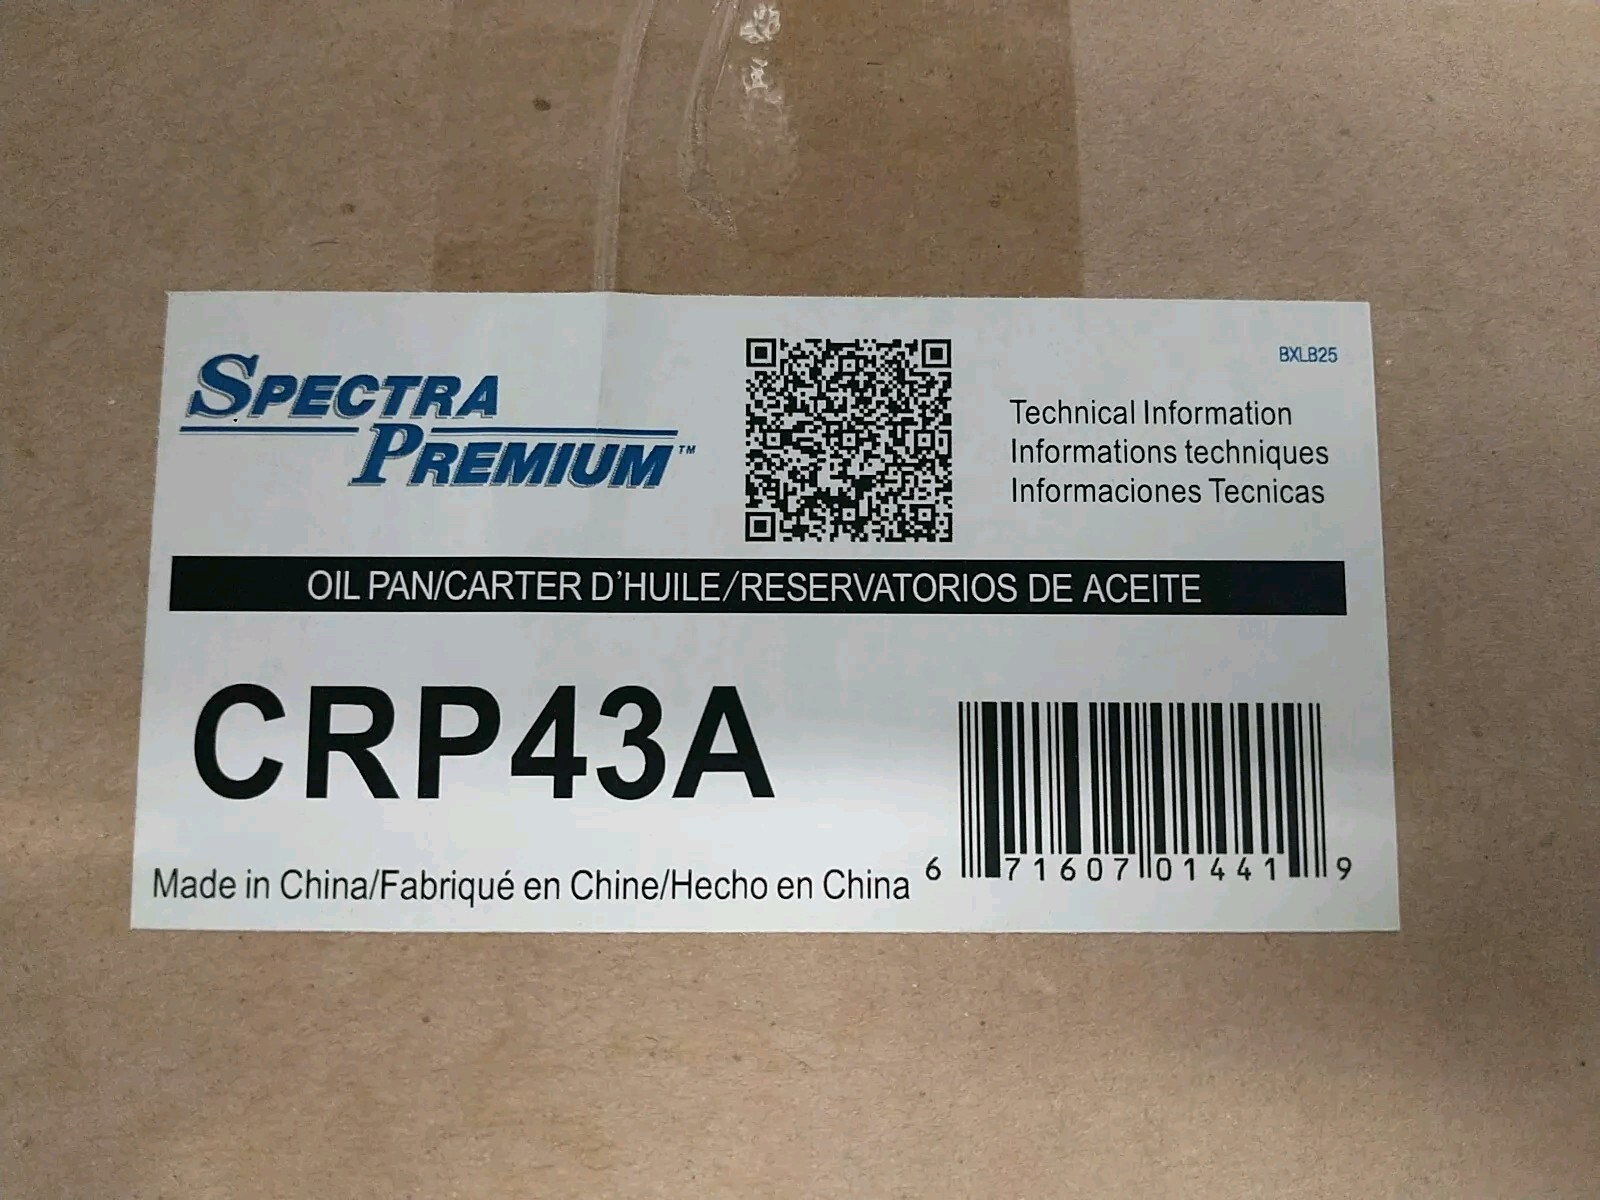 SPECTRA
PREMIUM™
BXLB25
Technical Information
Informations techniques
Informaciones Tecnicas
OIL PAN/CARTER D'HUILE/RESERVATORIOS DE ACEITE
CRP43A
Made in China/Fabriqué en Chine/Hecho en China
6 71607 01441 9